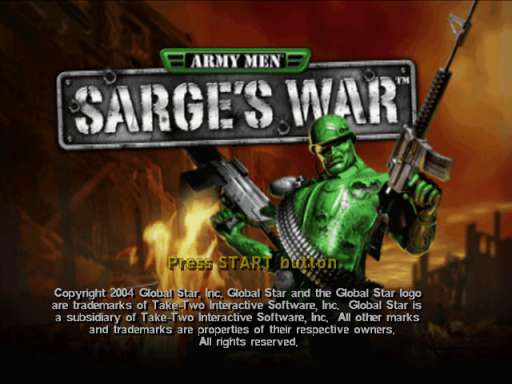 ARMY MEN
SARGE'S WAR™
Press START button
Copyright 2004 Global Star, Inc. Global Star and the Global Star logo
are trademarks of Take-Two Interactive Software, Inc. Global Star is
a subsidiary of Take-Two Interactive Software, Inc. All other marks
and trademarks are properties of their respective owners.
All rights reserved.